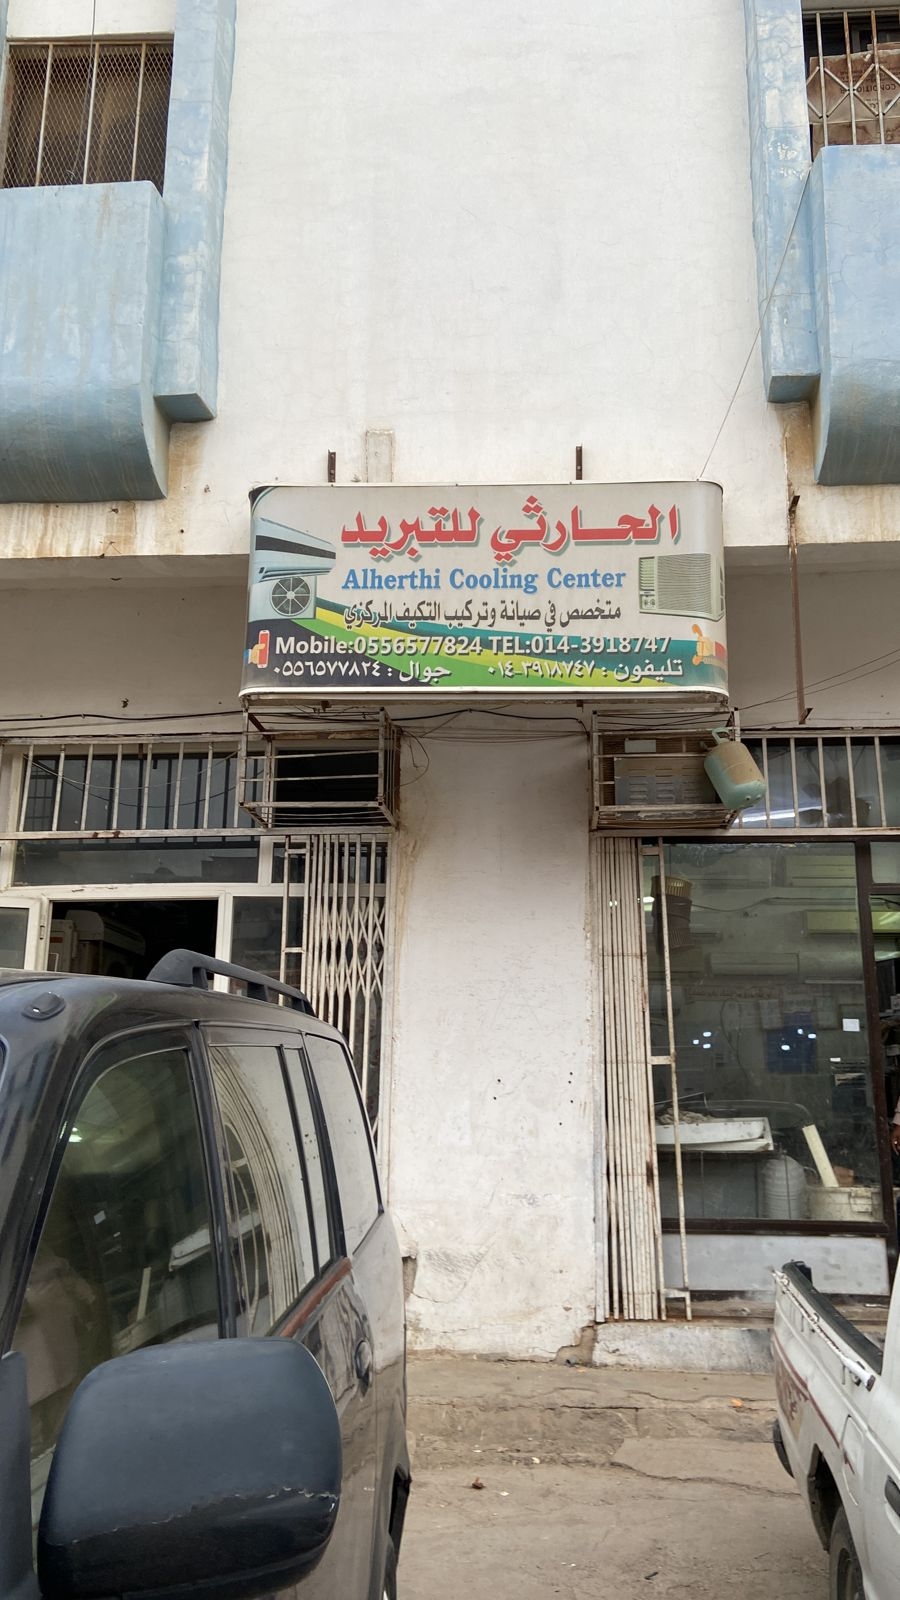 الحارثي للتبريد
Alherthi Cooling Center
متخصص في صيانة وتركيب التكيف المركزي
Mobile:0556577824 TEL:014-3918747
تليفون : ٠١٤-٣٩١٨٧٤٧ جوال : ٠٥٥٦٥٧٧٨٢٤